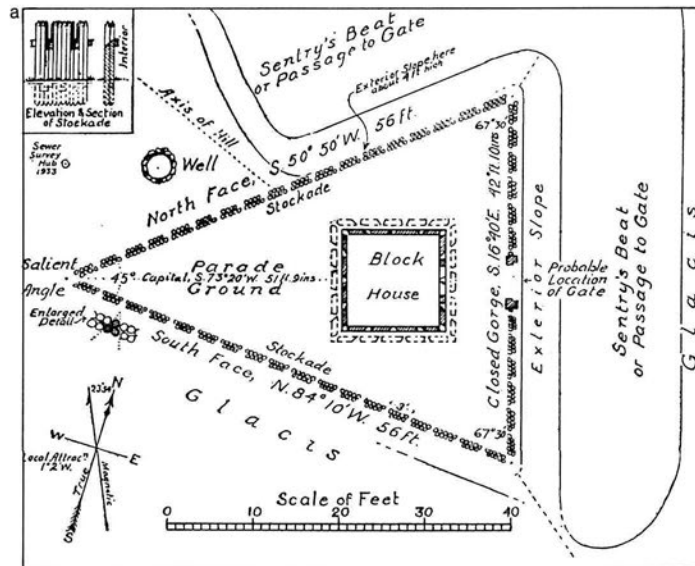 a
Interior
Elevation & Section
of Stockade
Sewer
Survey
Hub
1933
Well
Axis of Hill
Sentry's Beat
or Passage to Gate
Exterior Slope here
about 4 ft high
North Face, S. 50° 50' W. 56 ft.
Stockade
67° 30'
Salient
Angle
45°
Parade
Capital, S. 73° 20' W. 51 ft. 9 ins
Ground
Block
House
Closed Gorge, S. 16° 40' E. 42 ft. 10 ins
Probable
Location
of Gate
Exterior Slope
Sentry's Beat
or Passage to Gate
Glacis
Enlarged
Detail
Stockade
South Face, N. 84° 10' W. 56 ft.
3'
67° 30'
Glacis
N
W
E
S
Local Attract'n
1° 2' W.
True
Magnetic
Scale of Feet
0 10 20 30 40